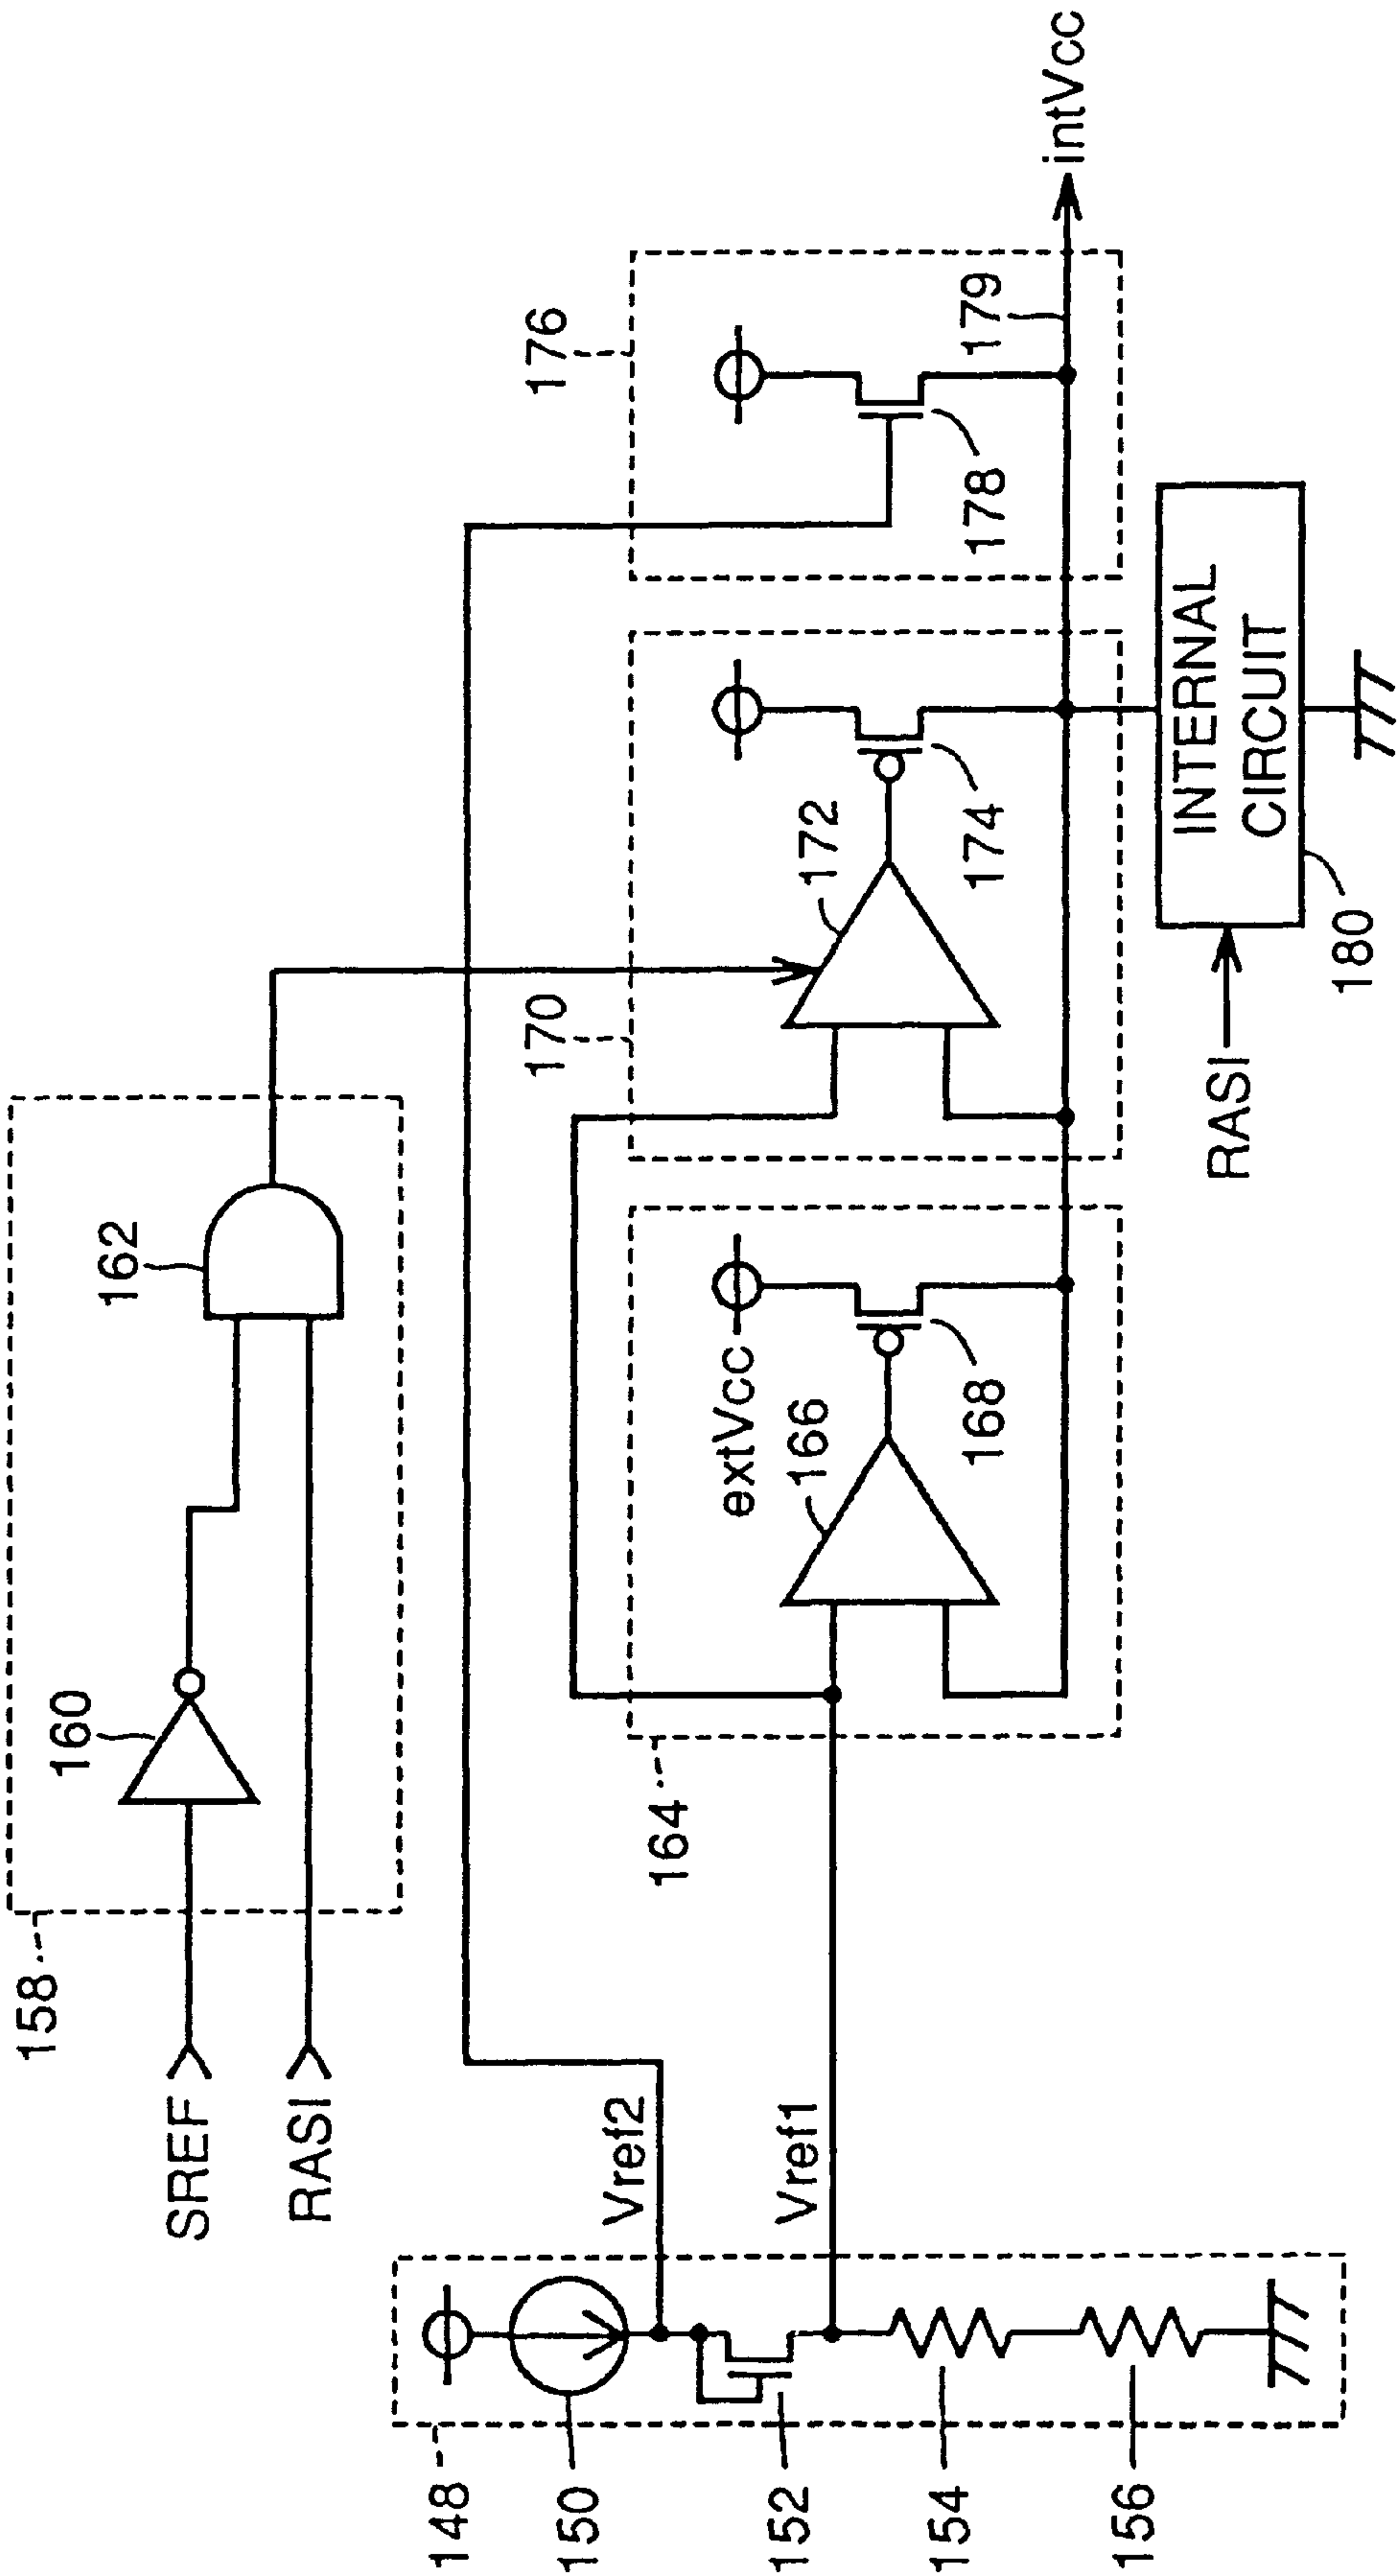 158
SREF
RASI
160
162
148
150
152
154
156
Vref2
Vref1
164
166
extVcc
168
170
172
174
176
178
179
intVcc
INTERNAL
CIRCUIT
180
RASI